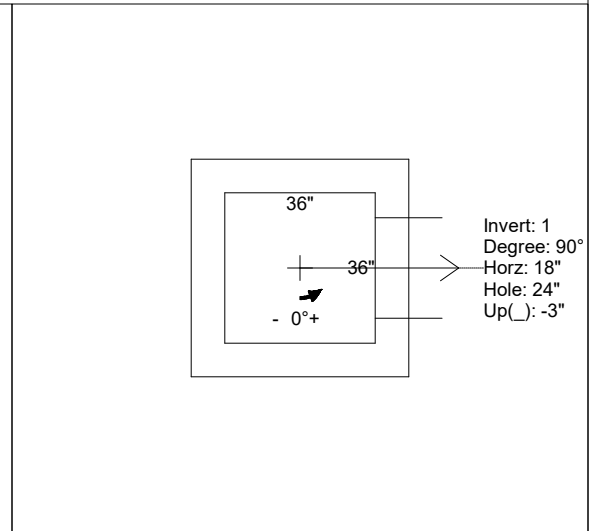 36"
36"
- 0°+
Invert: 1
Degree: 90°
Horz: 18"
Hole: 24"
Up(_): -3"